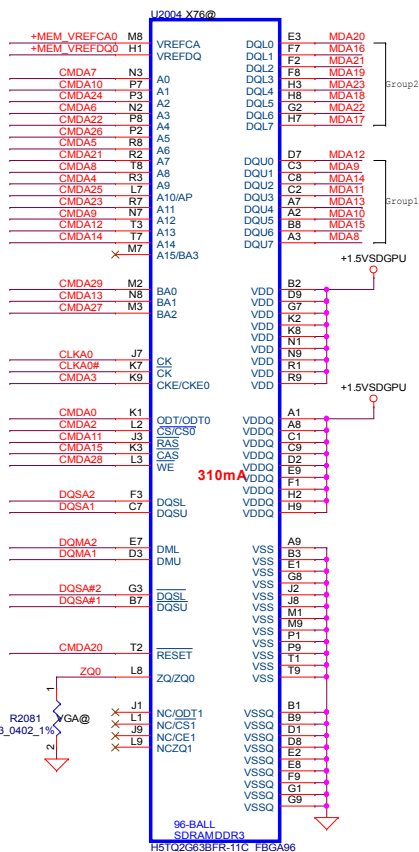 U2004 X76@
+MEM_VREFCA0 M8 VREFCA E3 DQL0 MDA20
+MEM_VREFDQ0 H1 VREFDQ F7 DQL1 MDA16
F2 DQL2 MDA21
CMDA7 N3 A0 F8 DQL3 MDA19
CMDA10 P7 A1 H3 DQL4 MDA23 Group2
CMDA24 P3 A2 H8 DQL5 MDA18
CMDA6 N2 A3 G2 DQL6 MDA22
CMDA22 P8 A4 H7 DQL7 MDA17
CMDA26 P2 A5
CMDA5 R8 A6
CMDA21 R2 A7 D7 DQU0 MDA12
CMDA8 T8 A8 C3 DQU1 MDA9
CMDA4 R3 A9 C8 DQU2 MDA14
CMDA25 L7 A10/AP C2 DQU3 MDA11
CMDA23 R7 A11 A7 DQU4 MDA13 Group1
CMDA9 N7 A12 A2 DQU5 MDA10
CMDA12 T3 A13 B8 DQU6 MDA15
CMDA14 T7 A14 A3 DQU7 MDA8
M7 A15/BA3
+1.5VSDGPU
CMDA29 M2 BA0 B2 VDD
CMDA13 N8 BA1 D9 VDD
CMDA27 M3 BA2 G7 VDD
K2 VDD
K8 VDD
N1 VDD
CLKA0 J7 CK N9 VDD
CLKA0# K7 CK R1 VDD
CMDA3 K9 CKE/CKE0 R9 VDD
+1.5VSDGPU
CMDA0 K1 ODT/ODT0 A1 VDDQ
CMDA2 L2 CS/CS0 A8 VDDQ
CMDA11 J3 RAS C1 VDDQ
CMDA15 K3 CAS C9 VDDQ
CMDA28 L3 WE D2 VDDQ
310mA E9 VDDQ
F1 VDDQ
DQSA2 F3 DQSL H2 VDDQ
DQSA1 C7 DQSU H9 VDDQ
DQMA2 E7 DML A9 VSS
DQMA1 D3 DMU B3 VSS
E1 VSS
G8 VSS
DQSA#2 G3 DQSL J2 VSS
DQSA#1 B7 DQSU J8 VSS
M1 VSS
M9 VSS
P1 VSS
CMDA20 T2 RESET P9 VSS
T1 VSS
ZQ0 L8 ZQ/ZQ0 T9 VSS
1
J1 NC/ODT1 B1 VSSQ
R2081 VGA@ L1 NC/CS1 B9 VSSQ
3_0402_1% J9 NC/CE1 D1 VSSQ
2 L9 NCZQ1 D8 VSSQ
E2 VSSQ
E8 VSSQ
F9 VSSQ
G1 VSSQ
G9 VSSQ
96-BALL
SDRAMDDR3
H5TQ2G63BFR-11C FBGA96